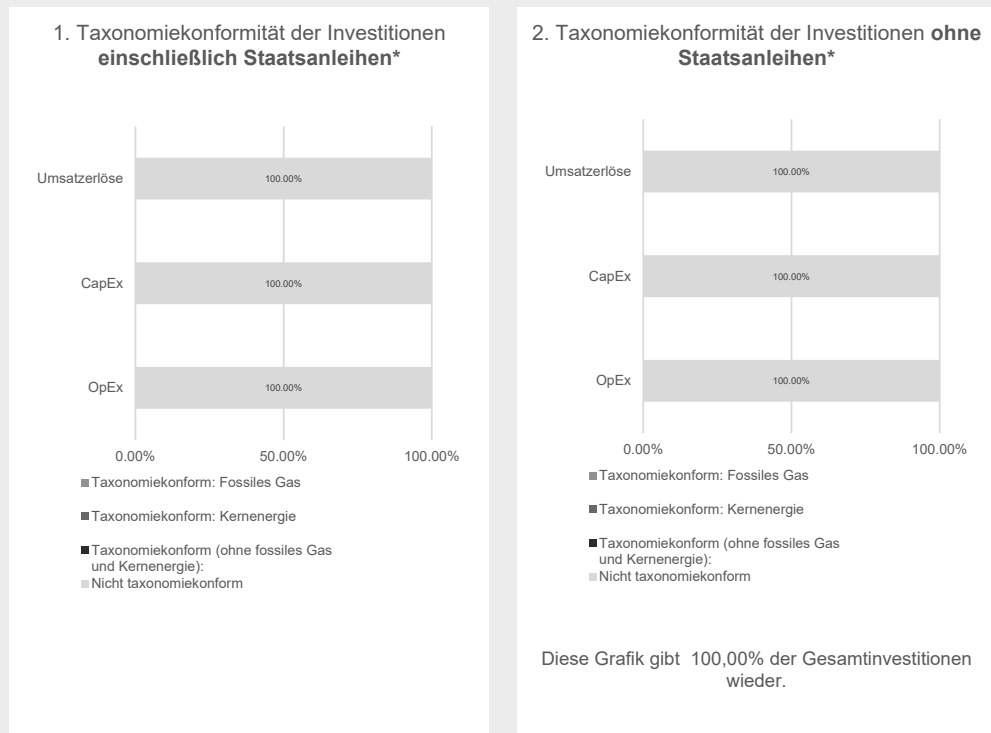 1. Taxonomiekonformität der Investitionen
einschließlich Staatsanleihen*
Umsatzerlöse
100.00%
CapEx
100.00%
OpEx
100.00%
0.00%
50.00%
100.00%
Taxonomiekonform: Fossiles Gas
Taxonomiekonform: Kernenergie
Taxonomiekonform (ohne fossiles Gas
und Kernenergie):
Nicht taxonomiekonform
2. Taxonomiekonformität der Investitionen ohne
Staatsanleihen*
Umsatzerlöse
100.00%
CapEx
100.00%
OpEx
100.00%
0.00%
50.00%
100.00%
Taxonomiekonform: Fossiles Gas
Taxonomiekonform: Kernenergie
Taxonomiekonform (ohne fossiles Gas
und Kernenergie):
Nicht taxonomiekonform
Diese Grafik gibt  100,00% der Gesamtinvestitionen
wieder.